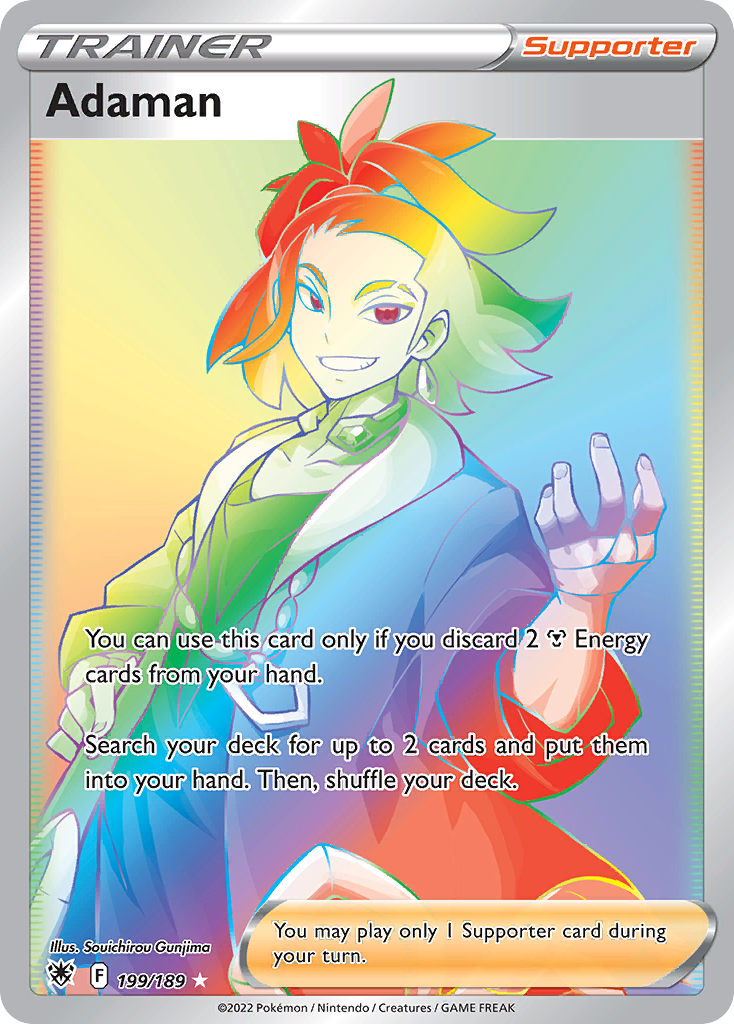 TRAINER
Supporter
Adaman
You can use this card only if you discard 2 Energy
cards from your hand.
Search your deck for up to 2 cards and put them
into your hand. Then, shuffle your deck.
You may play only 1 Supporter card during
your turn.
Illus. Souichirou Gunjima
F 199/189 ★
©2022 Pokémon / Nintendo / Creatures / GAME FREAK